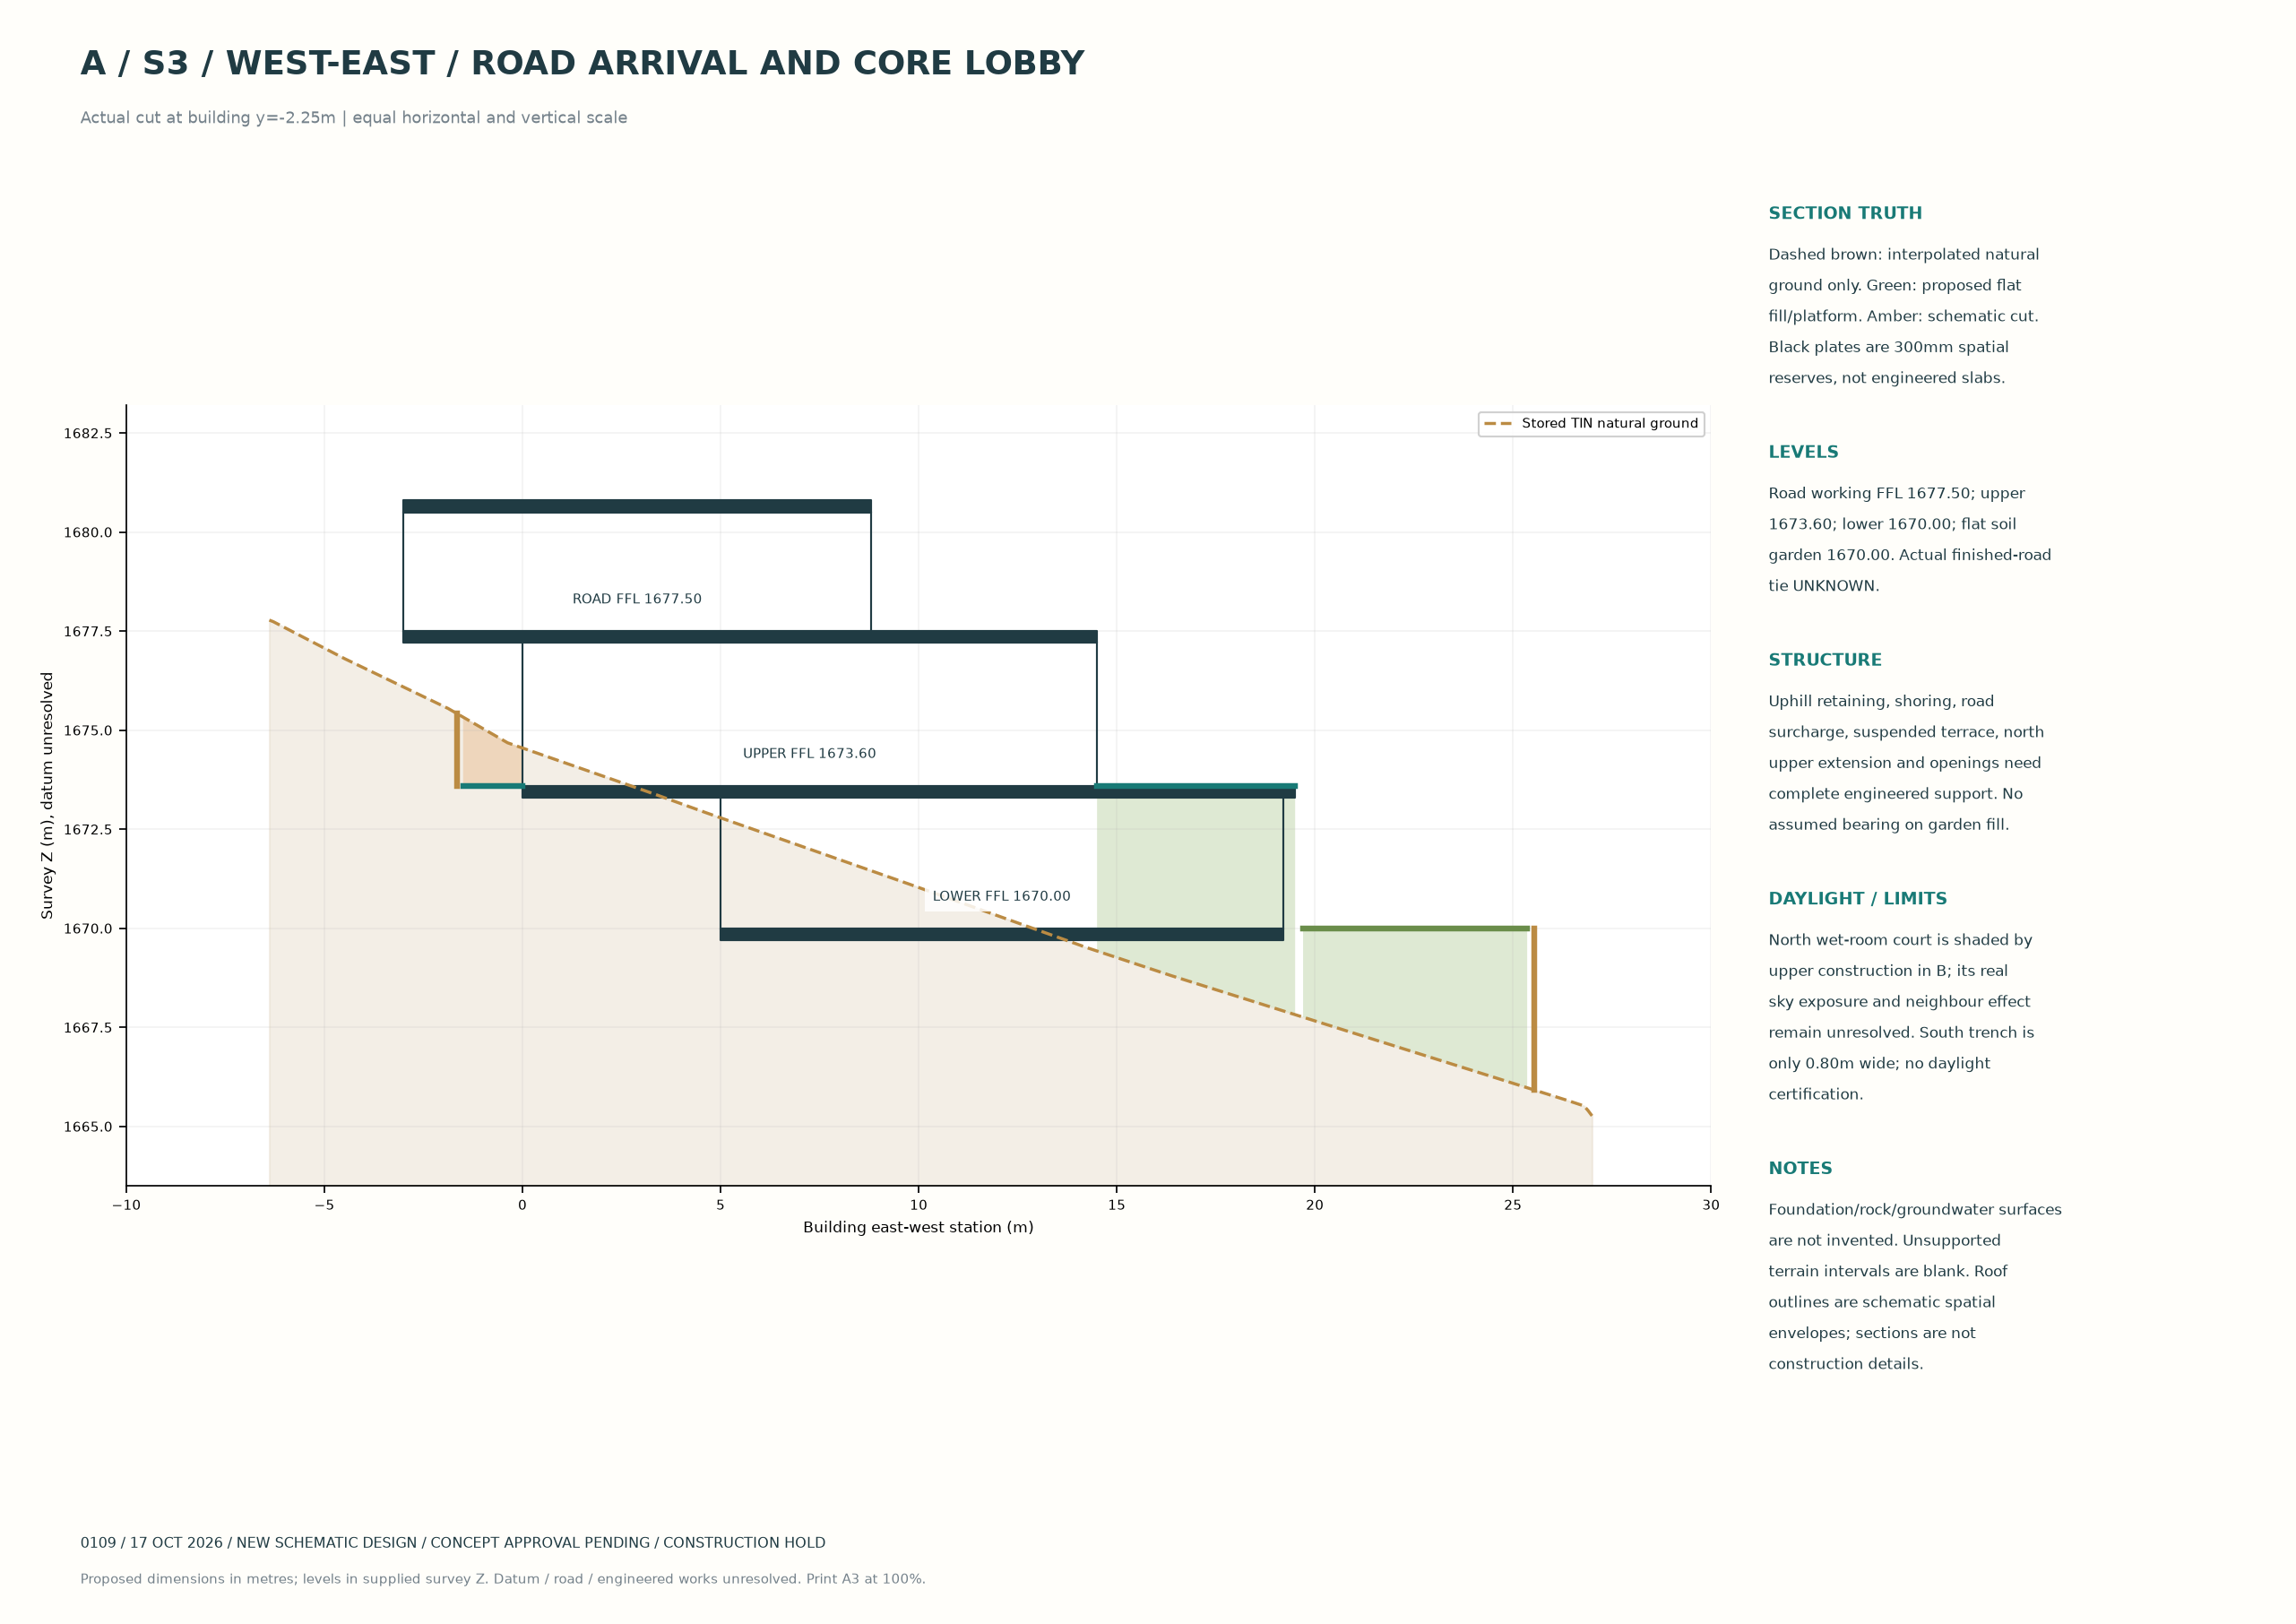 A / S3 / WEST-EAST / ROAD ARRIVAL AND CORE LOBBY
Actual cut at building y=-2.25m | equal horizontal and vertical scale
SECTION TRUTH
Dashed brown: interpolated natural
ground only. Green: proposed flat
fill/platform. Amber: schematic cut.
Black plates are 300mm spatial
reserves, not engineered slabs.
LEVELS
Road working FFL 1677.50; upper
1673.60; lower 1670.00; flat soil
garden 1670.00. Actual finished-road
tie UNKNOWN.
STRUCTURE
Uphill retaining, shoring, road
surcharge, suspended terrace, north
upper extension and openings need
complete engineered support. No
assumed bearing on garden fill.
DAYLIGHT / LIMITS
North wet-room court is shaded by
upper construction in B; its real
sky exposure and neighbour effect
remain unresolved. South trench is
only 0.80m wide; no daylight
certification.
NOTES
Foundation/rock/groundwater surfaces
are not invented. Unsupported
terrain intervals are blank. Roof
outlines are schematic spatial
envelopes; sections are not
construction details.
Stored TIN natural ground
Survey Z (m), datum unresolved
1682.5
1680.0
1677.5
1675.0
1672.5
1670.0
1667.5
1665.0
ROAD FFL 1677.50
UPPER FFL 1673.60
LOWER FFL 1670.00
−10
−5
0
5
10
15
20
25
30
Building east-west station (m)
0109 / 17 OCT 2026 / NEW SCHEMATIC DESIGN / CONCEPT APPROVAL PENDING / CONSTRUCTION HOLD
Proposed dimensions in metres; levels in supplied survey Z. Datum / road / engineered works unresolved. Print A3 at 100%.